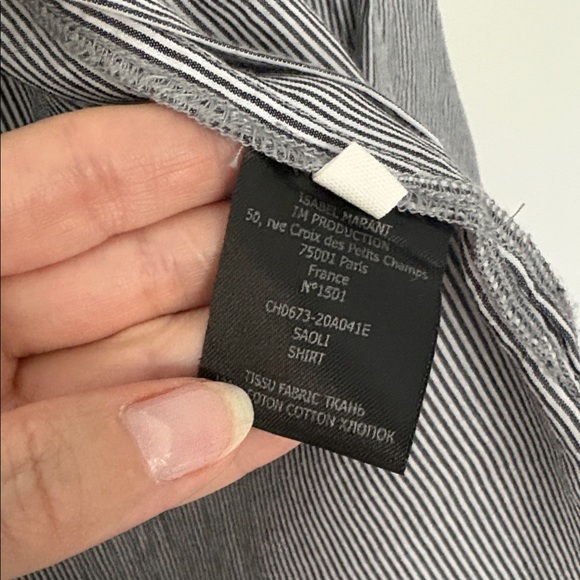 ISABEL MARANT
IM PRODUCTION
50, rue Croix des Petits Champs
75001 Paris
France
N°1501
CH0673-20A041E
SAOLI
SHIRT
TISSU FABRIC ТКАНЬ
COTON COTTON ХЛОПОК